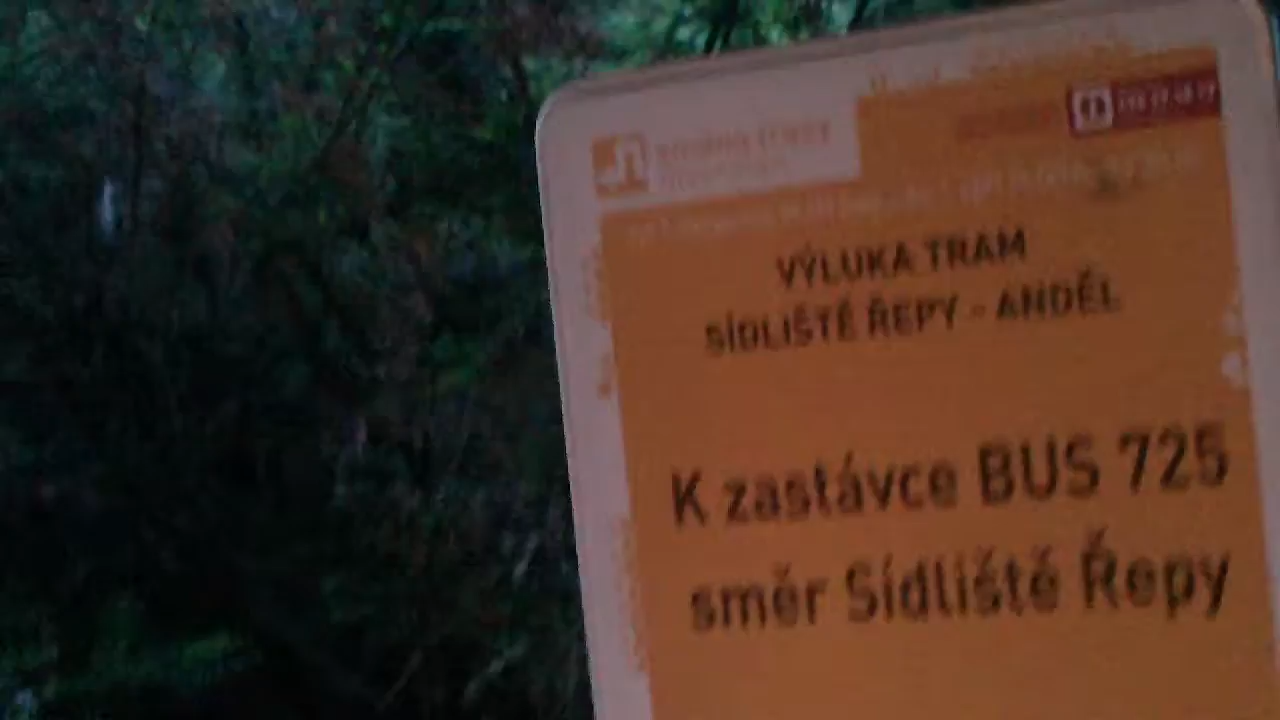 VÝLUKA TRAM
SÍDLIŠTĚ ŘEPY - ANDĚL
K zastávce BUS 725
směr Sídliště Řepy